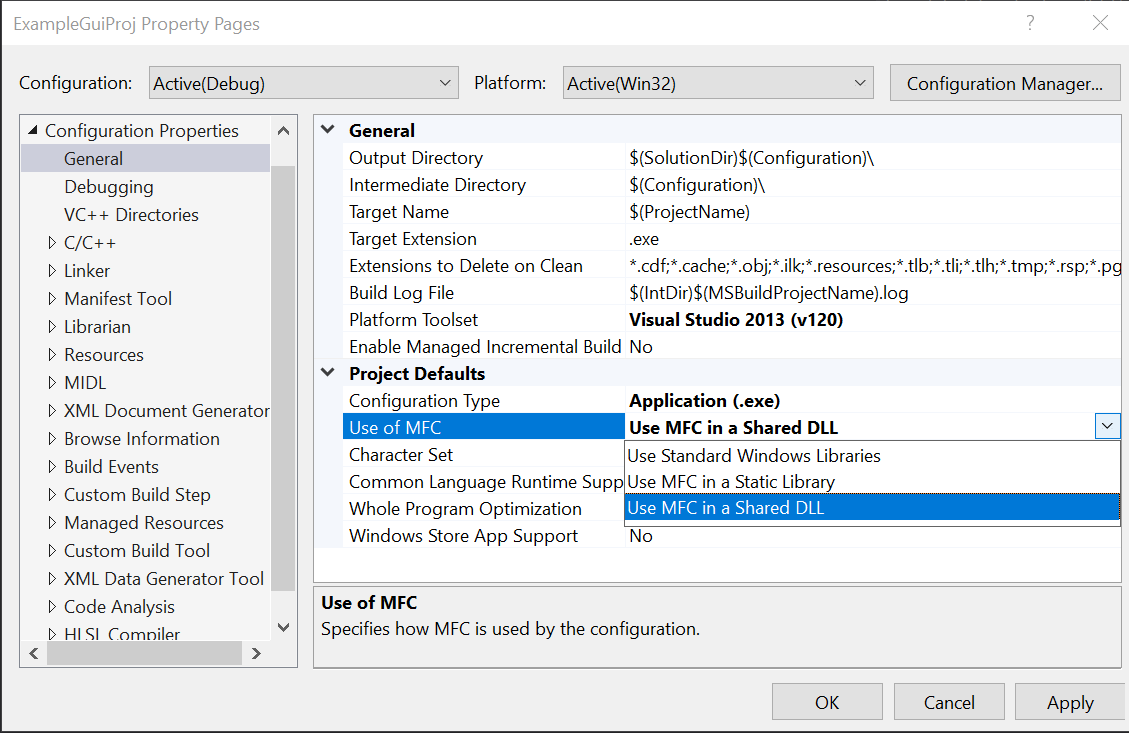 ExampleGuiProj Property Pages
?
Configuration: Active(Debug) Platform: Active(Win32) Configuration Manager...
Configuration Properties
General
Debugging
VC++ Directories
C/C++
Linker
Manifest Tool
Librarian
Resources
MIDL
XML Document Generator
Browse Information
Build Events
Custom Build Step
Managed Resources
Custom Build Tool
XML Data Generator Tool
Code Analysis
HLSL Compiler
General
Output Directory $(SolutionDir)$(Configuration)\
Intermediate Directory $(Configuration)\
Target Name $(ProjectName)
Target Extension .exe
Extensions to Delete on Clean *.cdf;*.cache;*.obj;*.ilk;*.resources;*.tlb;*.tli;*.tlh;*.tmp;*.rsp;*.pg
Build Log File $(IntDir)$(MSBuildProjectName).log
Platform Toolset Visual Studio 2013 (v120)
Enable Managed Incremental Build No
Project Defaults
Configuration Type Application (.exe)
Use of MFC Use MFC in a Shared DLL
Character Set Use Standard Windows Libraries
Common Language Runtime Supp Use MFC in a Static Library
Whole Program Optimization Use MFC in a Shared DLL
Windows Store App Support No
Use of MFC
Specifies how MFC is used by the configuration.
OK Cancel Apply